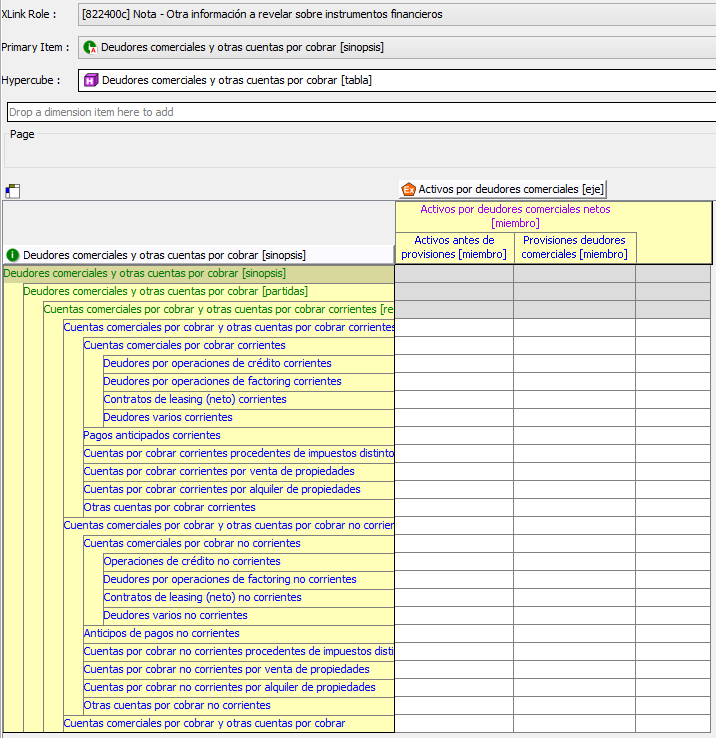 XLink Role : [822400c] Nota - Otra información a revelar sobre instrumentos financieros
Primary Item : Deudores comerciales y otras cuentas por cobrar [sinopsis]
Hypercube : Deudores comerciales y otras cuentas por cobrar [tabla]
Drop a dimension item here to add
Page
Activos por deudores comerciales [eje]
Activos por deudores comerciales netos
[miembro]
Activos antes de
provisiones [miembro]
Provisiones deudores
comerciales [miembro]
Deudores comerciales y otras cuentas por cobrar [sinopsis]
Deudores comerciales y otras cuentas por cobrar [sinopsis]
Deudores comerciales y otras cuentas por cobrar [partidas]
Cuentas comerciales por cobrar y otras cuentas por cobrar corrientes [re
Cuentas comerciales por cobrar y otras cuentas por cobrar corrientes
Cuentas comerciales por cobrar corrientes
Deudores por operaciones de crédito corrientes
Deudores por operaciones de factoring corrientes
Contratos de leasing (neto) corrientes
Deudores varios corrientes
Pagos anticipados corrientes
Cuentas por cobrar corrientes procedentes de impuestos distinto
Cuentas por cobrar corrientes por venta de propiedades
Cuentas por cobrar corrientes por alquiler de propiedades
Otras cuentas por cobrar corrientes
Cuentas comerciales por cobrar y otras cuentas por cobrar no corrien
Cuentas comerciales por cobrar no corrientes
Operaciones de crédito no corrientes
Deudores por operaciones de factoring no corrientes
Contratos de leasing (neto) no corrientes
Deudores varios no corrientes
Anticipos de pagos no corrientes
Cuentas por cobrar no corrientes procedentes de impuestos disti
Cuentas por cobrar no corrientes por venta de propiedades
Cuentas por cobrar no corrientes por alquiler de propiedades
Otras cuentas por cobrar no corrientes
Cuentas comerciales por cobrar y otras cuentas por cobrar